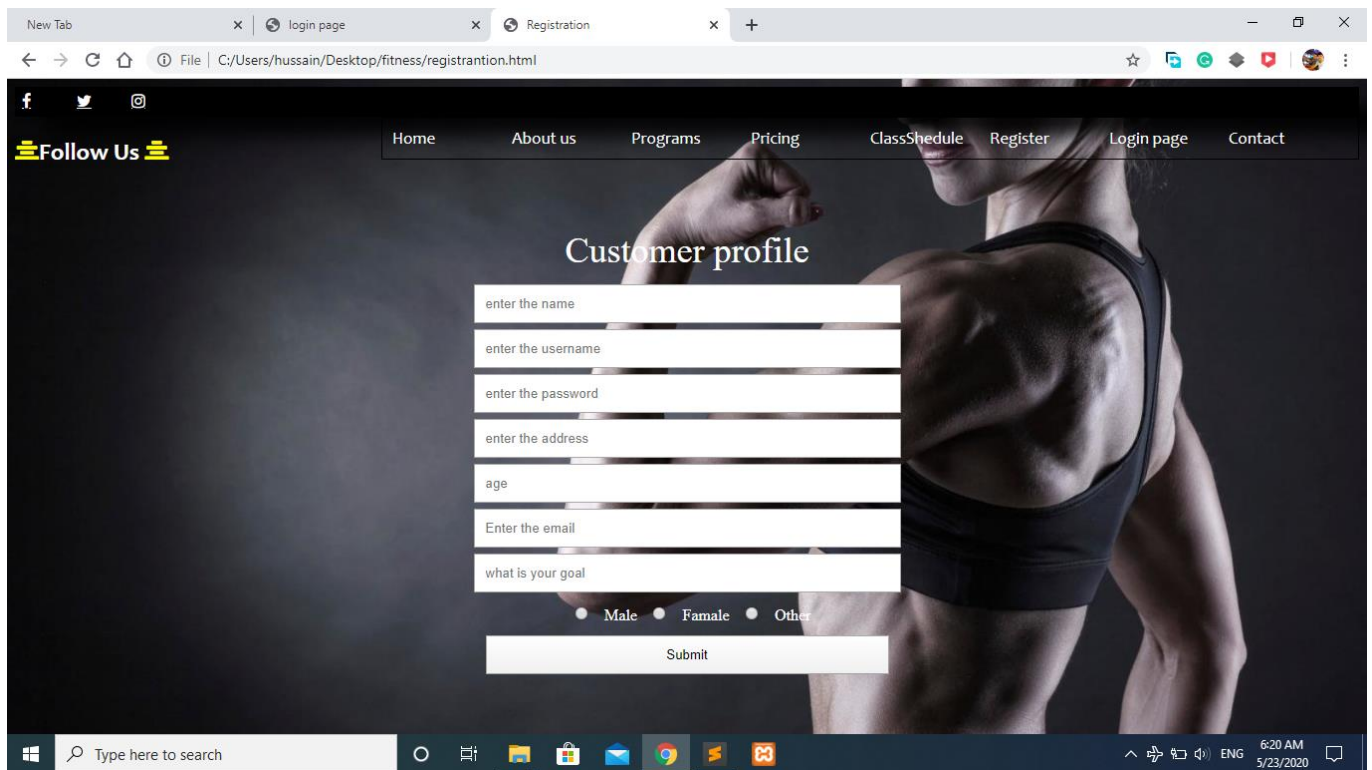 New Tab
login page
Registration
File C:/Users/hussain/Desktop/fitness/registrantion.html
Follow Us
Home About us Programs Pricing ClassShedule Register Login page Contact
Customer profile
enter the name
enter the username
enter the password
enter the address
age
Enter the email
what is your goal
Male Famale Other
Submit
Type here to search
ENG
6:20 AM
5/23/2020